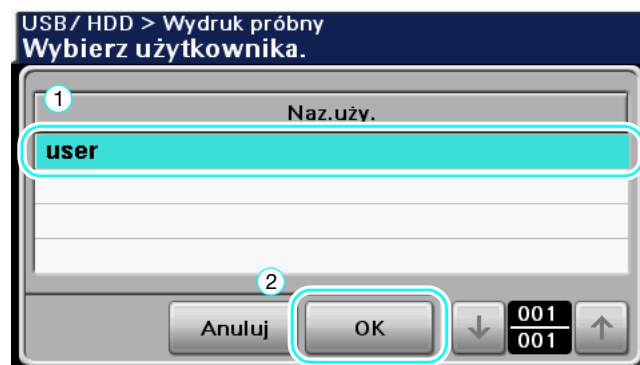 USB/ HDD > Wydruk próbny
Wybierz użytkownika.
1
Naz.uży.
user
2
Anuluj
OK
001
001